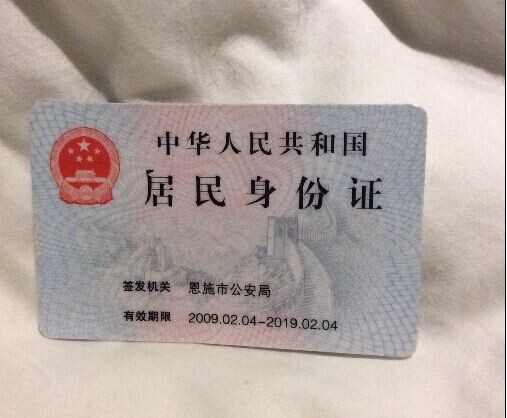 中华人民共和国
居民身份证
签发机关 恩施市公安局
有效期限 2009.02.04-2019.02.04